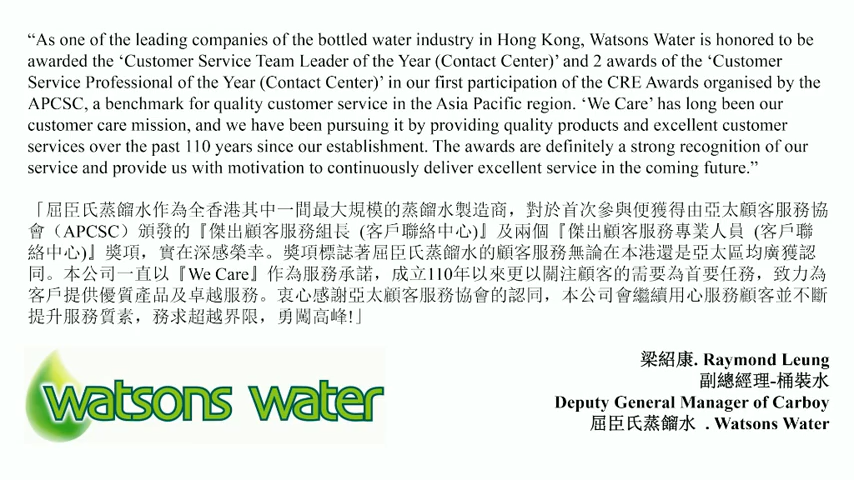 “As one of the leading companies of the bottled water industry in Hong Kong, Watsons Water is honored to be
awarded the ‘Customer Service Team Leader of the Year (Contact Center)’ and 2 awards of the ‘Customer
Service Professional of the Year (Contact Center)’ in our first participation of the CRE Awards organised by the
APCSC, a benchmark for quality customer service in the Asia Pacific region. ‘We Care’ has long been our
customer care mission, and we have been pursuing it by providing quality products and excellent customer
services over the past 110 years since our establishment. The awards are definitely a strong recognition of our
service and provide us with motivation to continuously deliver excellent service in the coming future.”
「屈臣氏蒸餾水作為全香港其中一間最大規模的蒸餾水製造商，對於首次參與便獲得由亞太顧客服務協
會（APCSC）頒發的『傑出顧客服務組長 (客戶聯絡中心)』及兩個『傑出顧客服務專業人員 (客戶聯
絡中心)』獎項，實在深感榮幸。獎項標誌著屈臣氏蒸餾水的顧客服務無論在本港還是亞太區均廣獲認
同。本公司一直以『We Care』作為服務承諾，成立110年以來更以關注顧客的需要為首要任務，致力為
客戶提供優質產品及卓越服務。衷心感謝亞太顧客服務協會的認同，本公司會繼續用心服務顧客並不斷
提升服務質素，務求超越界限，勇闖高峰!」
watsons water
梁紹康. Raymond Leung
副總經理-桶裝水
Deputy General Manager of Carboy
屈臣氏蒸餾水 . Watsons Water